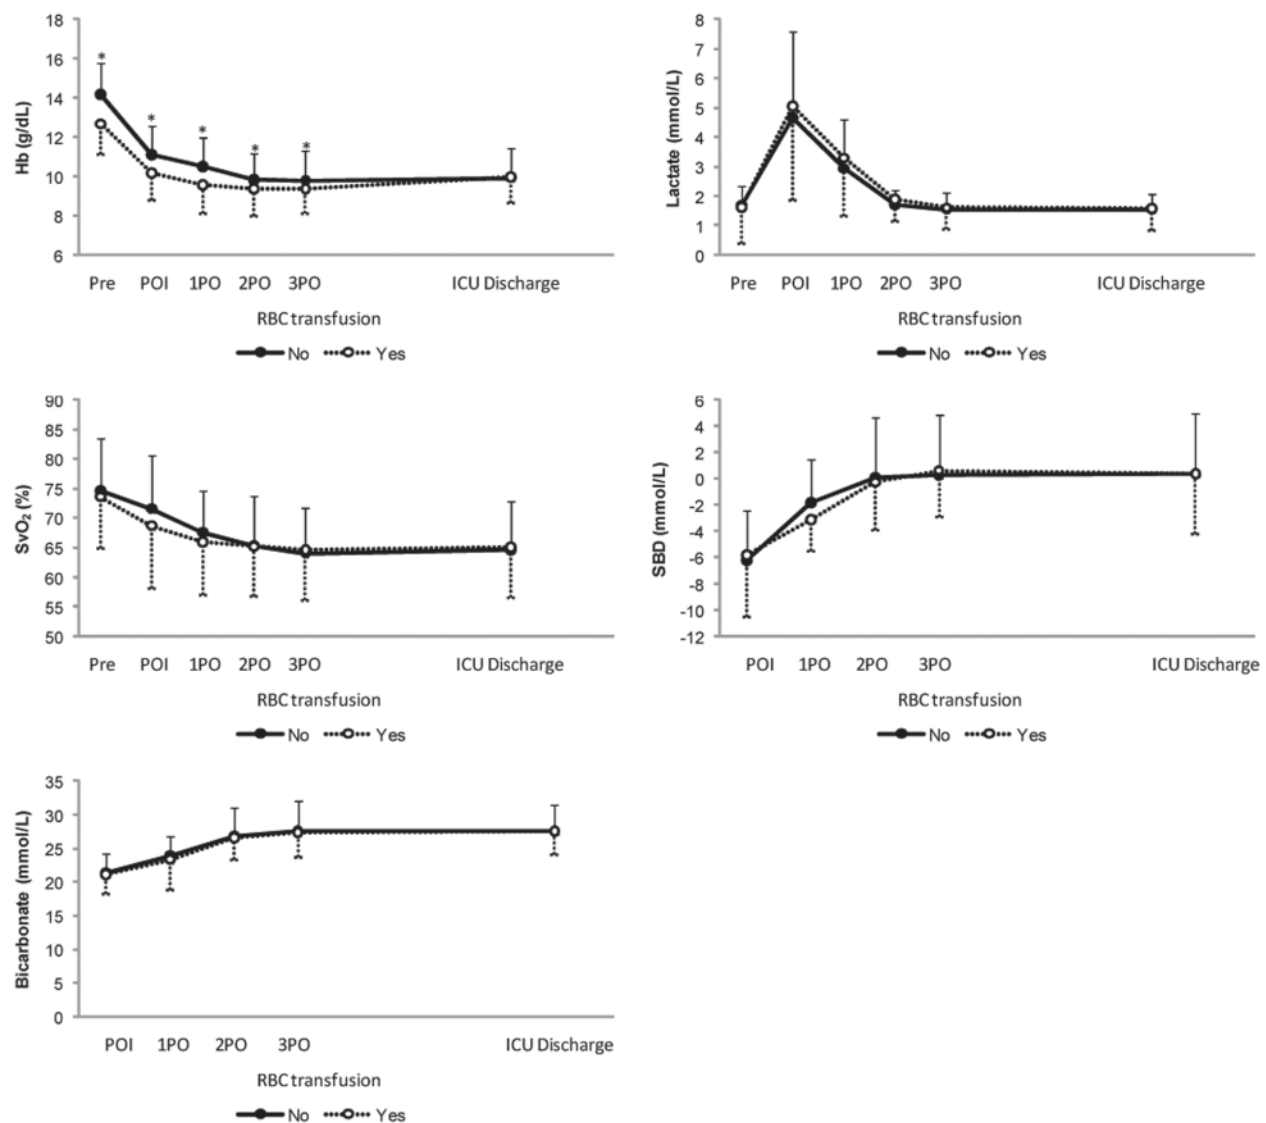 Hb (g/dL)
18
16
14
12
10
8
6
*
*
*
*
*
Pre POI 1PO 2PO 3PO ICU Discharge
RBC transfusion
No Yes
Lactate (mmol/L)
8
7
6
5
4
3
2
1
0
Pre POI 1PO 2PO 3PO ICU Discharge
RBC transfusion
No Yes
SvO₂ (%)
90
85
80
75
70
65
60
55
50
Pre POI 1PO 2PO 3PO ICU Discharge
RBC transfusion
No Yes
SBD (mmol/L)
6
4
2
0
-2
-4
-6
-8
-10
-12
POI 1PO 2PO 3PO ICU Discharge
RBC transfusion
No Yes
Bicarbonate (mmol/L)
35
30
25
20
15
10
5
0
POI 1PO 2PO 3PO ICU Discharge
RBC transfusion
No Yes